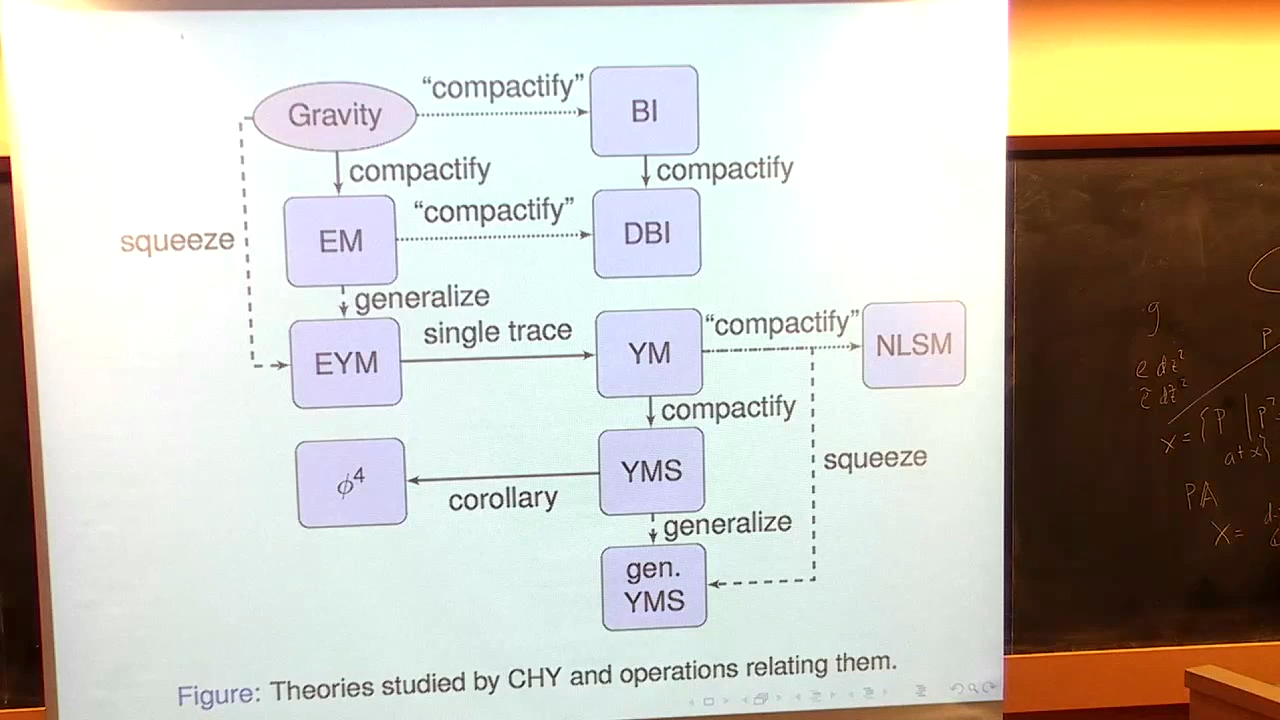 Gravity
“compactify”
BI
compactify
compactify
squeeze
EM
“compactify”
DBI
generalize
EYM
single trace
YM
“compactify”
NLSM
compactify
squeeze
ϕ⁴
corollary
YMS
generalize
gen.
YMS
Figure: Theories studied by CHY and operations relating them.
g
e dz²
PA
X =